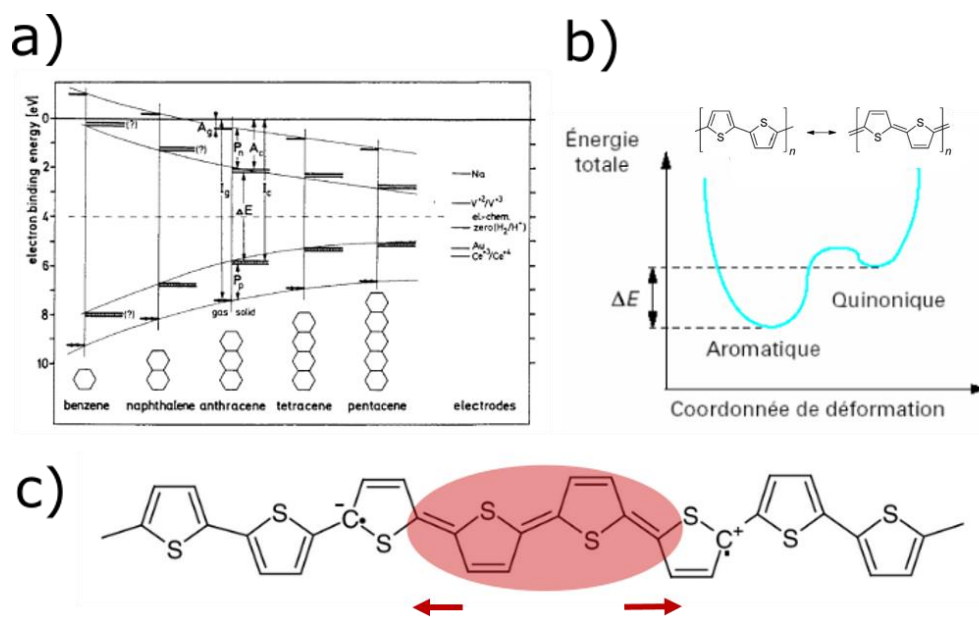 a)
b)
electron binding energy [eV]
0
2
4
6
8
10
(?)
(?)
(?)
A_g
P_n
A_c
I_g
ΔE
I_c
P_p
gas solid
Na
V⁺²/V⁺³
el.-chem.
zero(H₂/H⁺)
Au
Ce⁺³/Ce⁺⁴
benzene naphthalene anthracene tetracene pentacene electrodes
Énergie
totale
S S n S S n
ΔE
Quinonique
Aromatique
Coordonnée de déformation
c)
S S C S S S S C S S